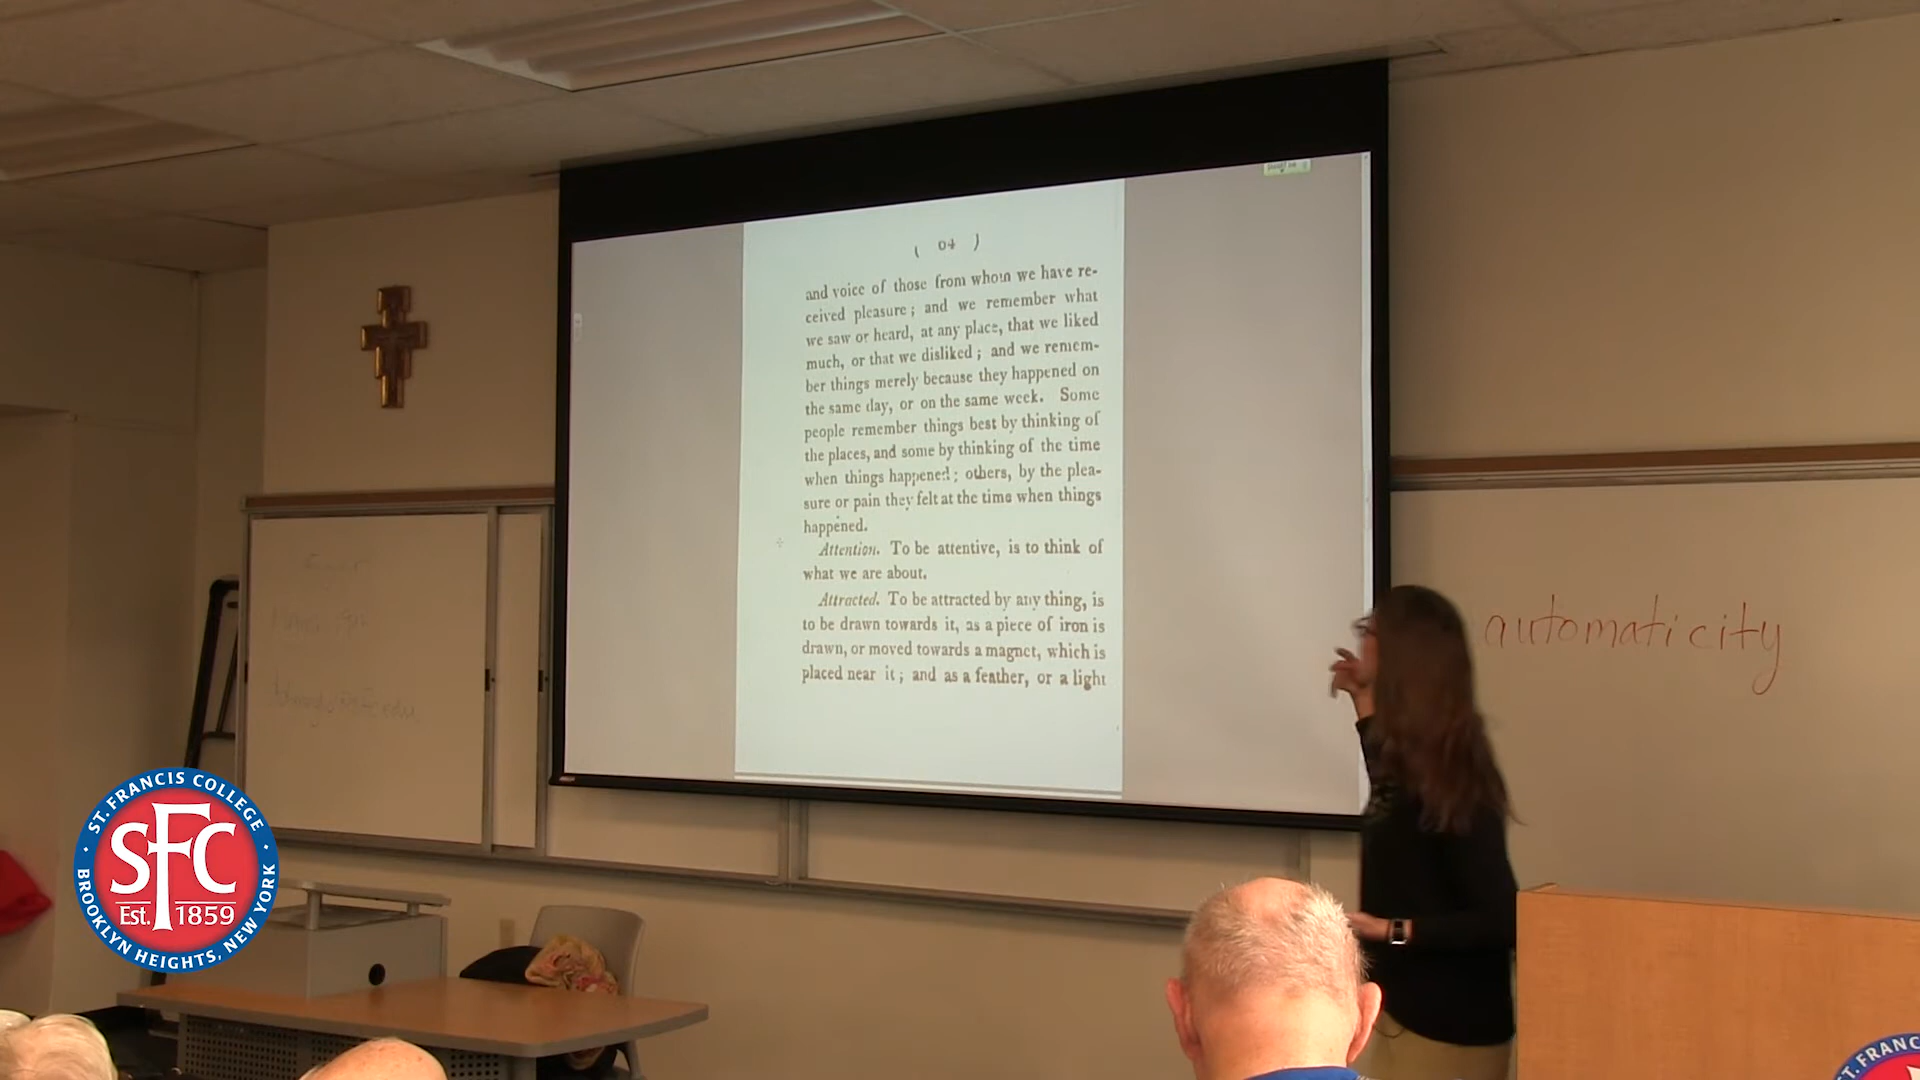 ( 64 )
and voice of those from whom we have re-
ceived pleasure ; and we remember what
we saw or heard, at any place, that we liked
much, or that we disliked ; and we remem-
ber things merely because they happened on
the same day, or on the same week. Some
people remember things best by thinking of
the places, and some by thinking of the time
when things happened ; others, by the plea-
sure or pain they felt at the time when things
happened.
Attention. To be attentive, is to think of
what we are about.
Attracted. To be attracted by any thing, is
to be drawn towards it, as a piece of iron is
drawn, or moved towards a magnet, which is
placed near it ; and as a feather, or a light
automaticity
ST. FRANCIS COLLEGE
SFC
Est. 1859
BROOKLYN HEIGHTS, NEW YORK
ST. FRANC